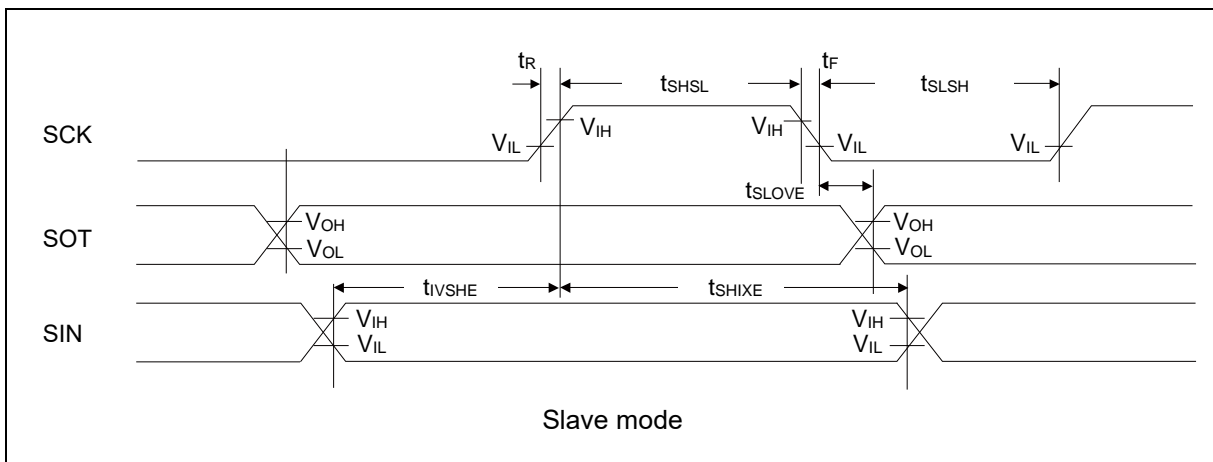 tR
tSHSL
tF
tSLSH
SCK
VIH
VIL
VIH
VIL
VIL
tSLOVE
SOT
VOH
VOL
VOH
VOL
tIVSHE
tSHIXE
SIN
VIH
VIL
VIH
VIL
Slave mode